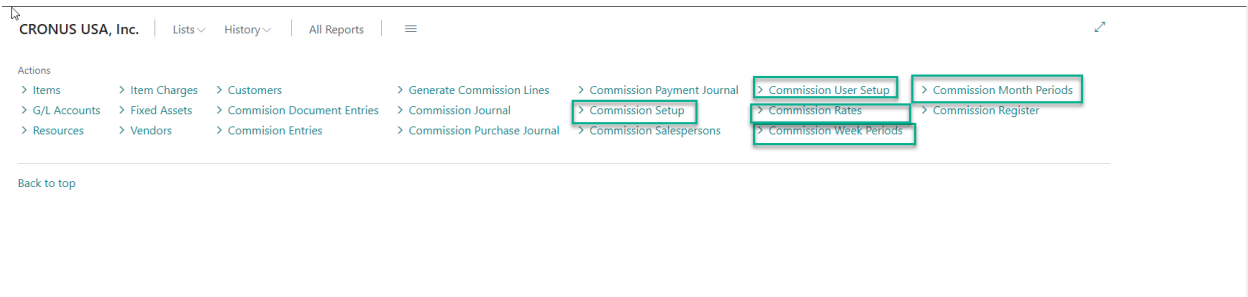 CRONUS USA, Inc. Lists History All Reports
Actions
Items Item Charges Customers Generate Commission Lines Commission Payment Journal Commission User Setup Commission Month Periods
G/L Accounts Fixed Assets Commision Document Entries Commission Journal Commission Setup Commission Rates Commission Register
Resources Vendors Commision Entries Commission Purchase Journal Commission Salespersons Commission Week Periods
Back to top